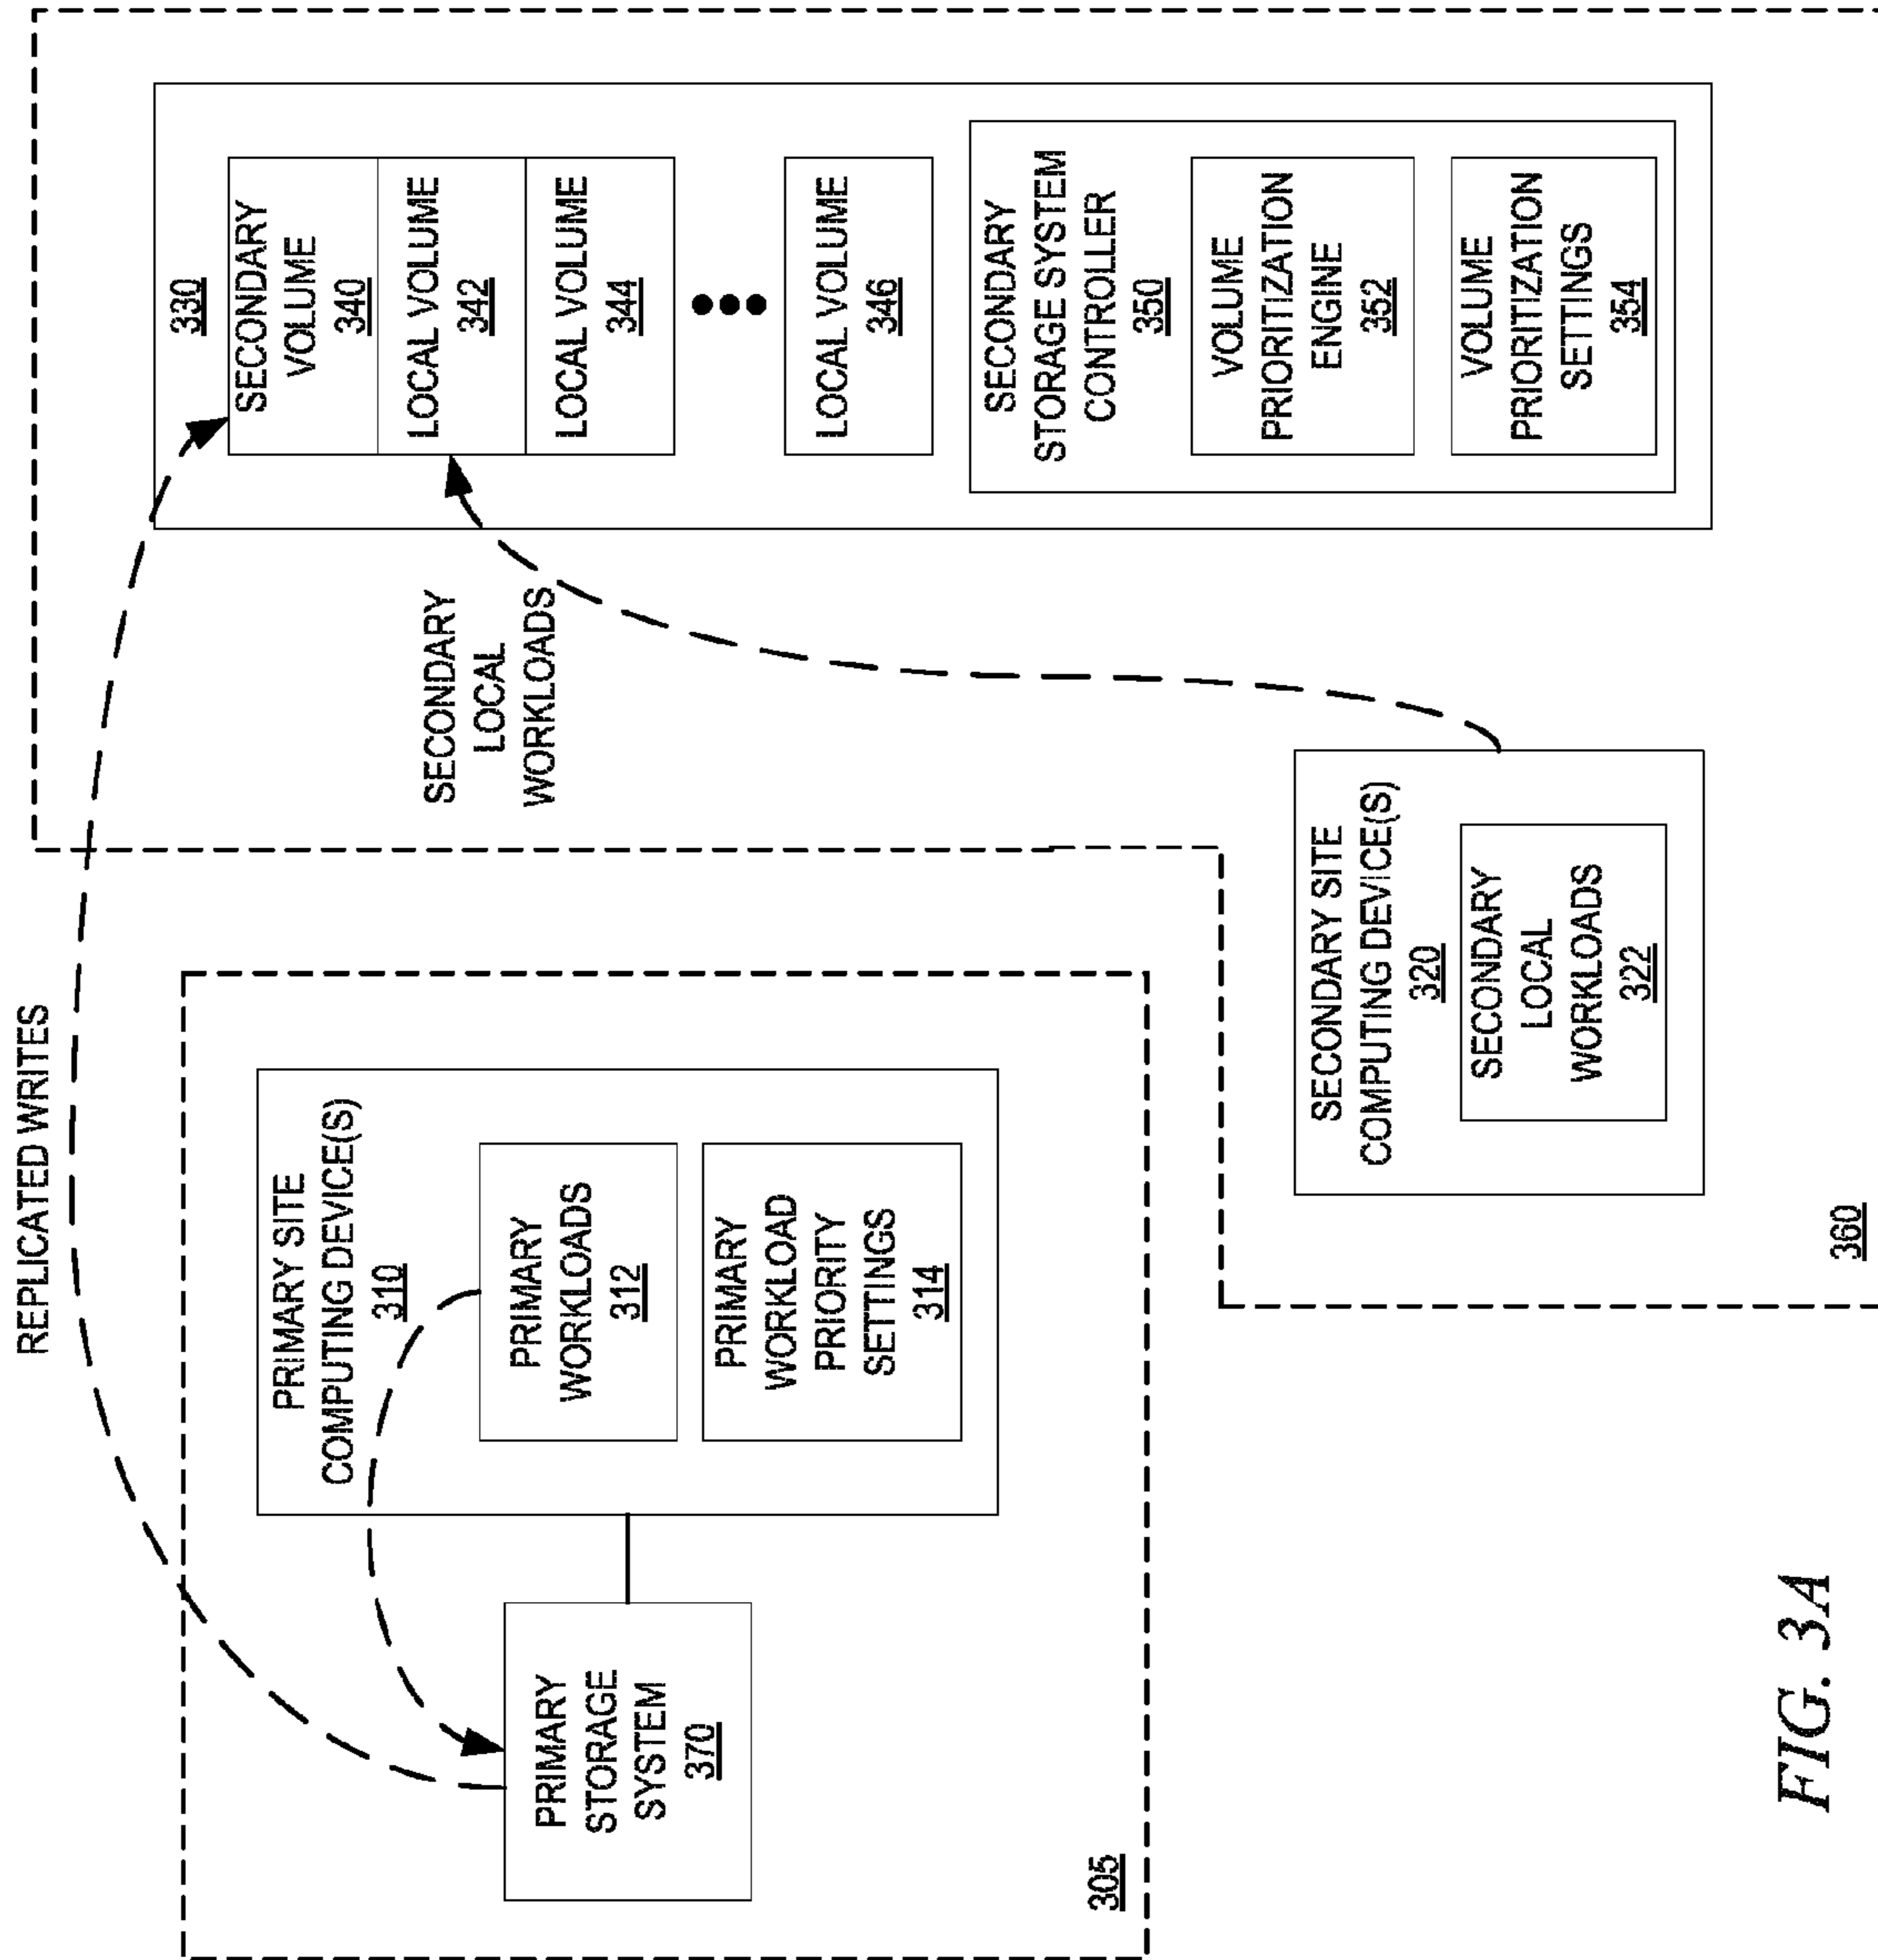 REPLICATED WRITES
PRIMARY SITE
COMPUTING DEVICE(S)
310
PRIMARY
WORKLOADS
312
PRIMARY
WORKLOAD
PRIORITY
SETTINGS
314
PRIMARY
STORAGE
SYSTEM
370
305
SECONDARY
LOCAL
WORKLOADS
330
SECONDARY
VOLUME
340
LOCAL VOLUME
342
LOCAL VOLUME
344
LOCAL VOLUME
346
SECONDARY
STORAGE SYSTEM
CONTROLLER
350
VOLUME
PRIORITIZATION
ENGINE
352
VOLUME
PRIORITIZATION
SETTINGS
354
SECONDARY SITE
COMPUTING DEVICE(S)
320
SECONDARY
LOCAL
WORKLOADS
322
360
FIG. 3A